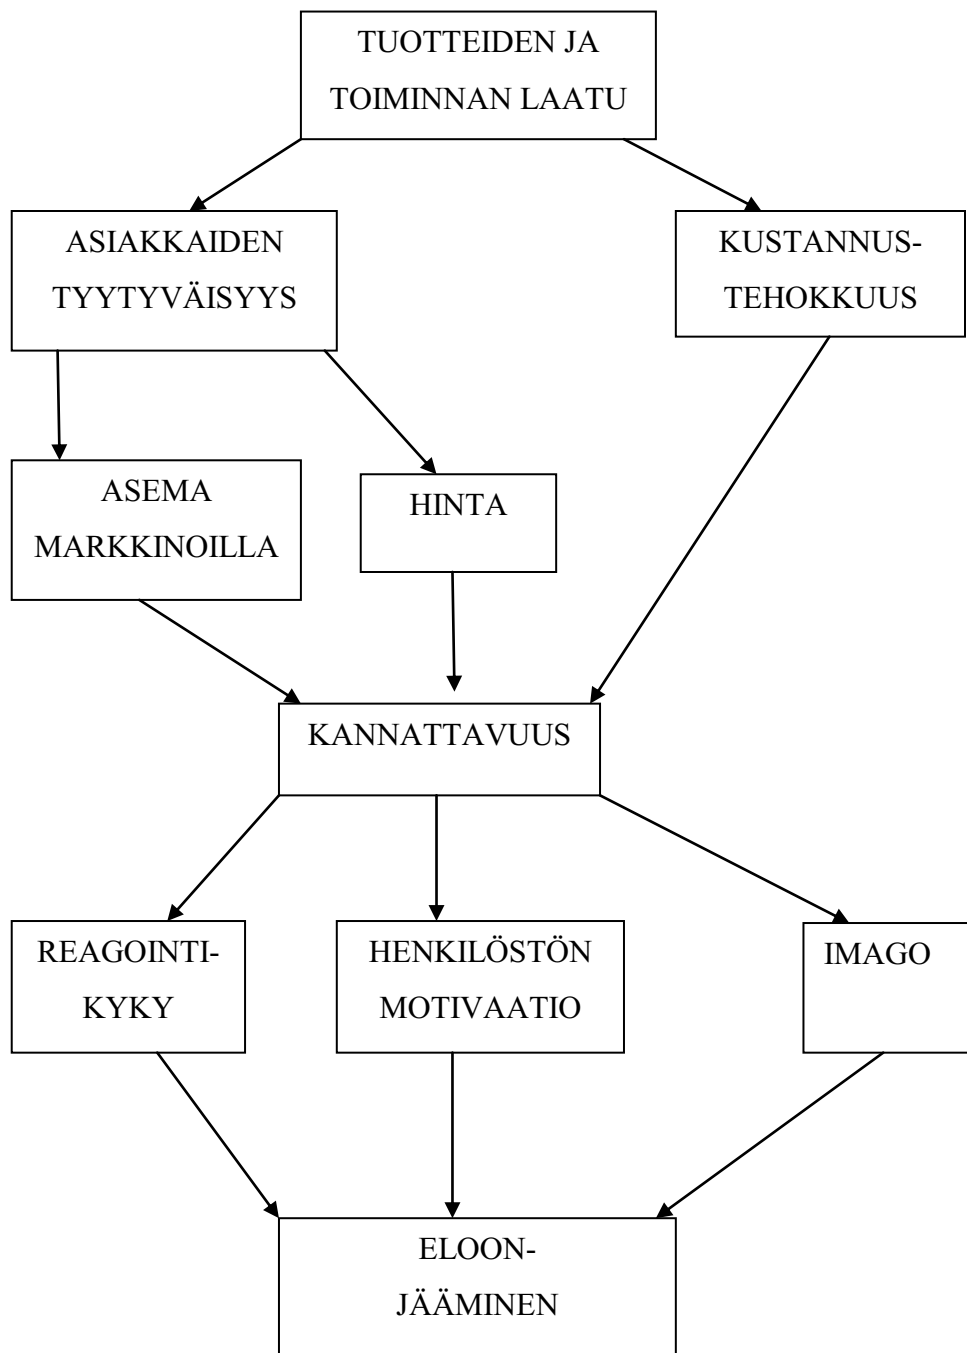 TUOTTEIDEN JA
TOIMINNAN LAATU
ASIAKKAIDEN
TYYTYVÄISYYS
KUSTANNUS-
TEHOKKUUS
ASEMA
MARKKINOILLA
HINTA
KANNATTAVUUS
REAGOINTI-
KYKY
HENKILÖSTÖN
MOTIVAATIO
IMAGO
ELOON-
JÄÄMINEN